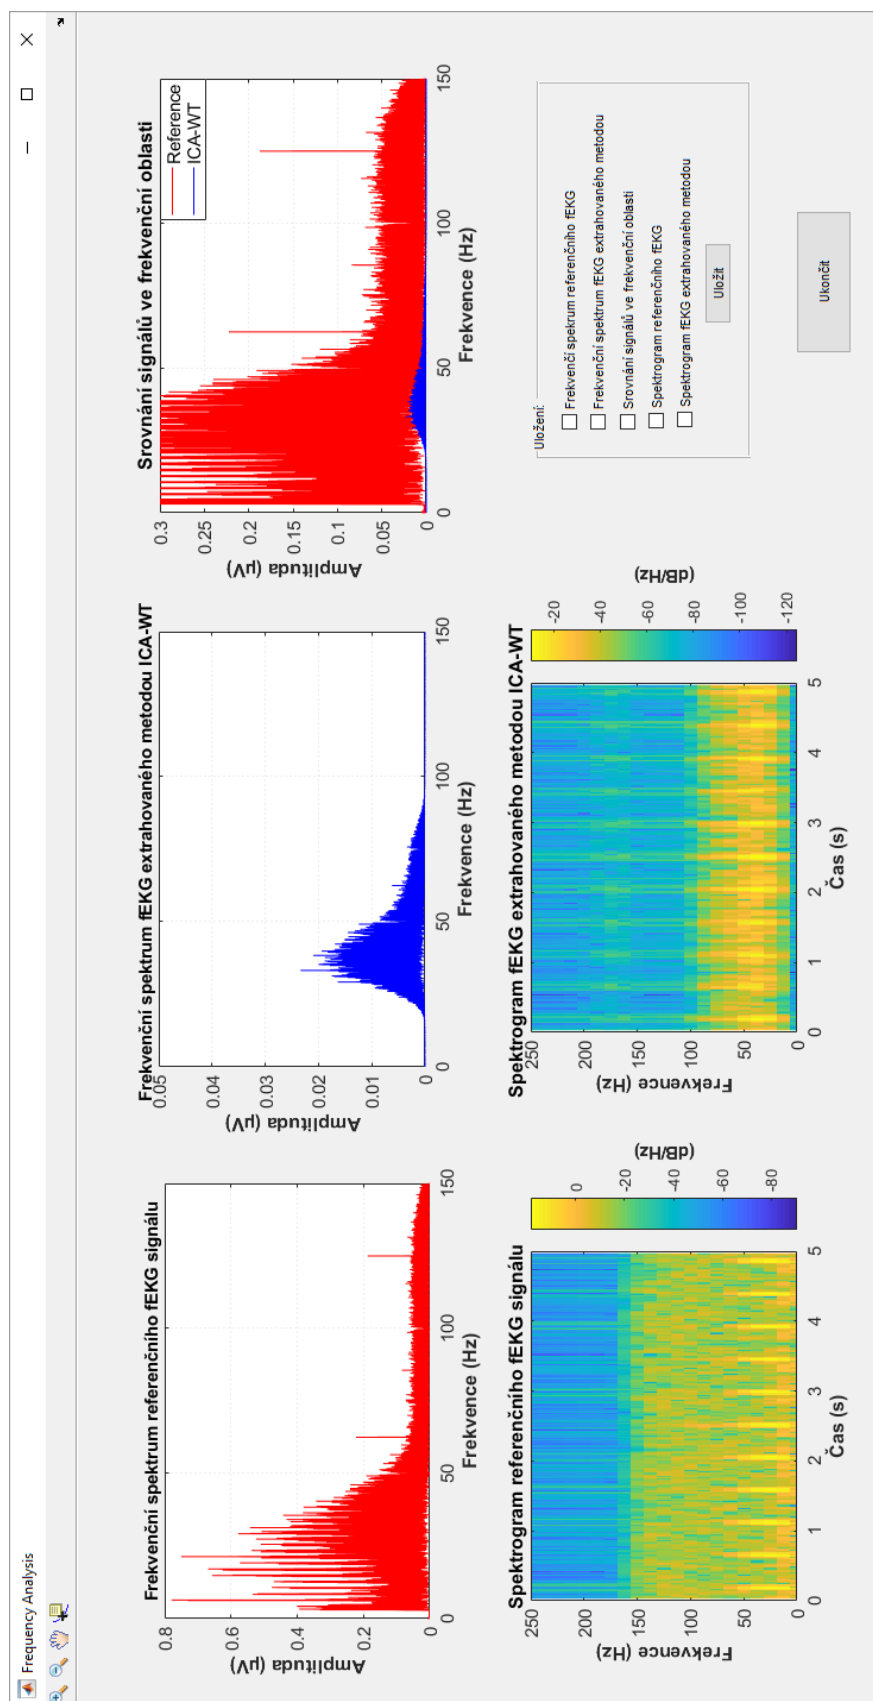 Frequency Analysis
Frekvenční spektrum referenčního fEKG signálu
0.8
0.6
0.4
0.2
0
Amplituda (µV)
0
50
100
150
Frekvence (Hz)
Frekvenční spektrum fEKG extrahovaného metodou ICA-WT
0.05
0.04
0.03
0.02
0.01
0
Amplituda (µV)
0
50
100
150
Frekvence (Hz)
Srovnání signálů ve frekvenční oblasti
Reference
ICA-WT
0.3
0.25
0.2
0.15
0.1
0.05
0
Amplituda (µV)
0
50
100
150
Frekvence (Hz)
Spektrogram referenčního fEKG signálu
250
200
150
100
50
0
Frekvence (Hz)
0
1
2
3
4
5
Čas (s)
0
-20
-40
-60
-80
(dB/Hz)
Spektrogram fEKG extrahovaného metodou ICA-WT
250
200
150
100
50
0
Frekvence (Hz)
0
1
2
3
4
5
Čas (s)
-20
-40
-60
-80
-100
-120
(dB/Hz)
Uložení:
Frekvenčí spekrum referenčního fEKG
Frekvenční spektrum fEKG extrahovaného metodou
Srovnání signálů ve frekvenční oblasti
Spektrogram referenčního fEKG
Spektrogram fEKG extrahovaného metodou
Uložit
Ukončit